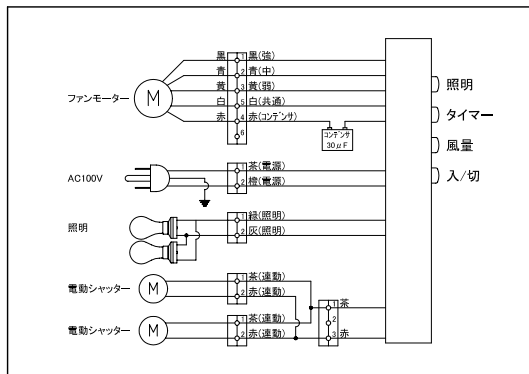 黒 1 黒(強)
青 2 青(中)
黄 3 黄(弱)
白 5 白(共通)
赤 4 赤(コンデンサ)
6
ファンモーター M
コンデンサ
30μF
照明
タイマー
風量
入/切
AC100V
1 茶(電源)
2 橙(電源)
照明
1 緑(照明)
2 灰(照明)
電動シャッター M
1 茶(連動)
2 赤(連動)
電動シャッター M
1 茶(連動)
2 赤(連動)
1 茶
2
3 赤